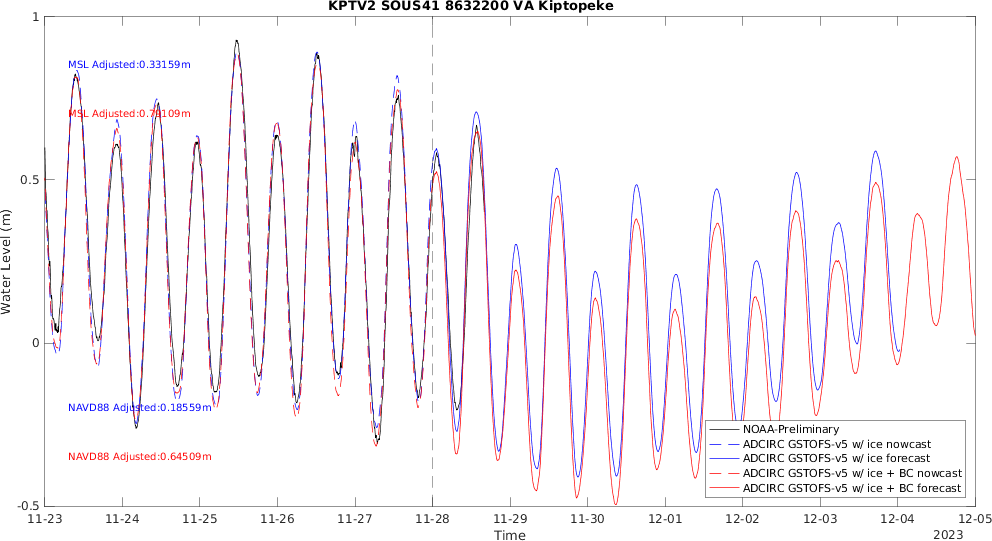 KPTV2 SOUS41 8632200 VA Kiptopeke
1
0.5
0
-0.5
Water Level (m)
MSL Adjusted:0.33159m
NAVD88 Adjusted:0.18559m
NAVD88 Adjusted:0.64509m
NOAA-Preliminary
ADCIRC GSTOFS-v5 w/ ice nowcast
ADCIRC GSTOFS-v5 w/ ice forecast
ADCIRC GSTOFS-v5 w/ ice + BC nowcast
ADCIRC GSTOFS-v5 w/ ice + BC forecast
11-23 11-24 11-25 11-26 11-27 11-28 11-29 11-30 12-01 12-02 12-03 12-04 12-05
Time
2023